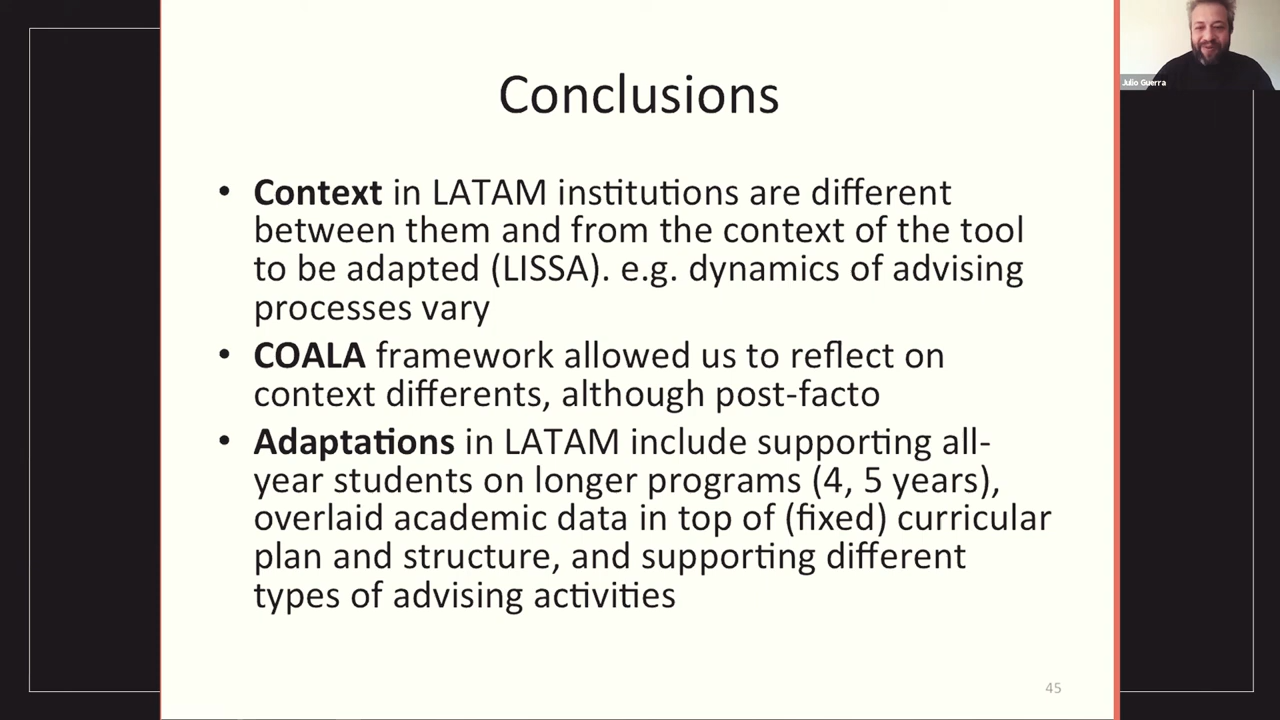 Conclusions
• Context in LATAM institutions are different
between them and from the context of the tool
to be adapted (LISSA). e.g. dynamics of advising
processes vary
• COALA framework allowed us to reflect on
context differents, although post-facto
• Adaptations in LATAM include supporting all-
year students on longer programs (4, 5 years),
overlaid academic data in top of (fixed) curricular
plan and structure, and supporting different
types of advising activities
45
Julio Guerra